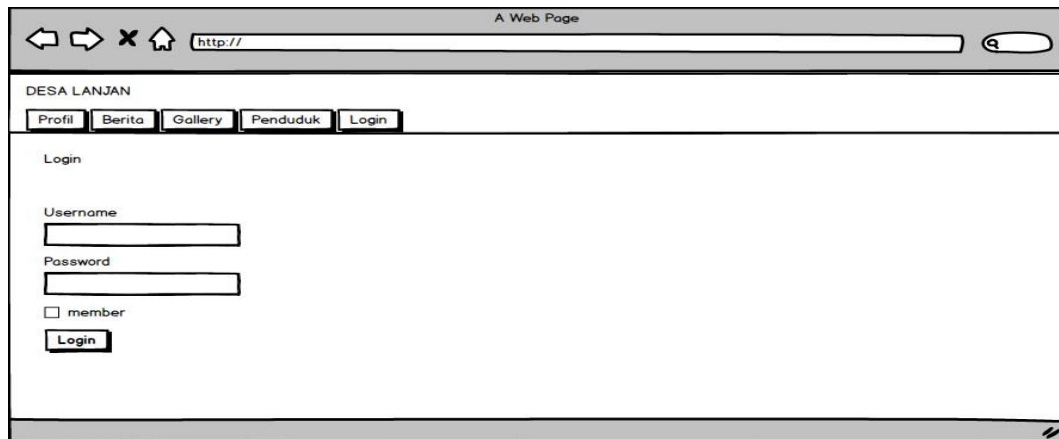 A Web Page
http://
DESA LANJAN
Profil Berita Gallery Penduduk Login
Login
Username
Password
member
Login